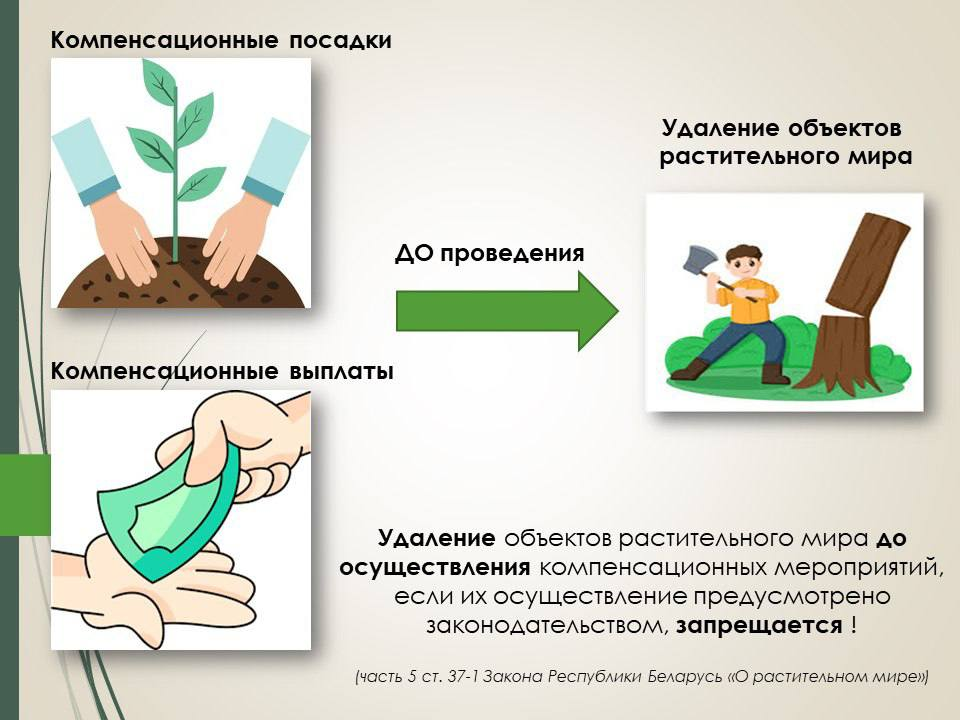 Компенсационные посадки
Удаление объектов
растительного мира
ДО проведения
Компенсационные выплаты
Удаление объектов растительного мира до
осуществления компенсационных мероприятий,
если их осуществление предусмотрено
законодательством, запрещается !
(часть 5 ст. 37-1 Закона Республики Беларусь «О растительном мире»)